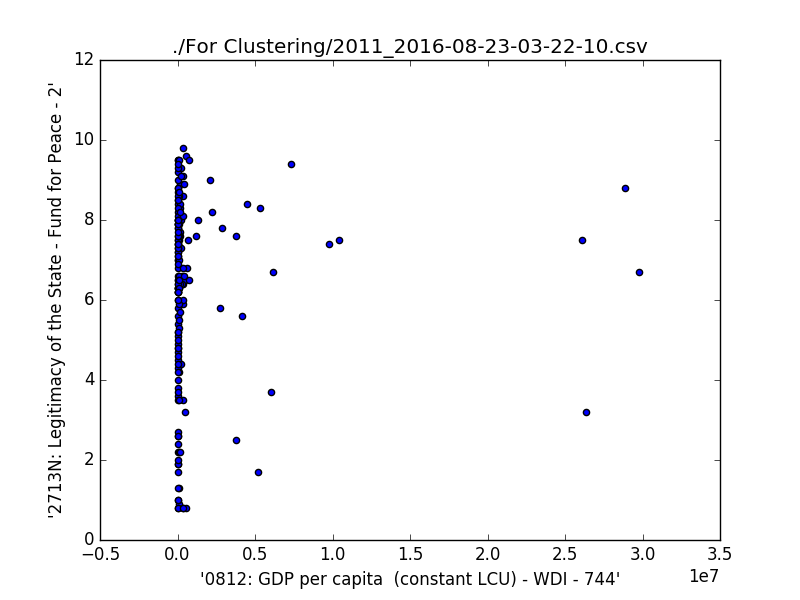 ./For Clustering/2011_2016-08-23-03-22-10.csv
'2713N: Legitimacy of the State - Fund for Peace - 2'
12
10
8
6
4
2
0
−0.5 0.0 0.5 1.0 1.5 2.0 2.5 3.0 3.5
1e7
'0812: GDP per capita  (constant LCU) - WDI - 744'